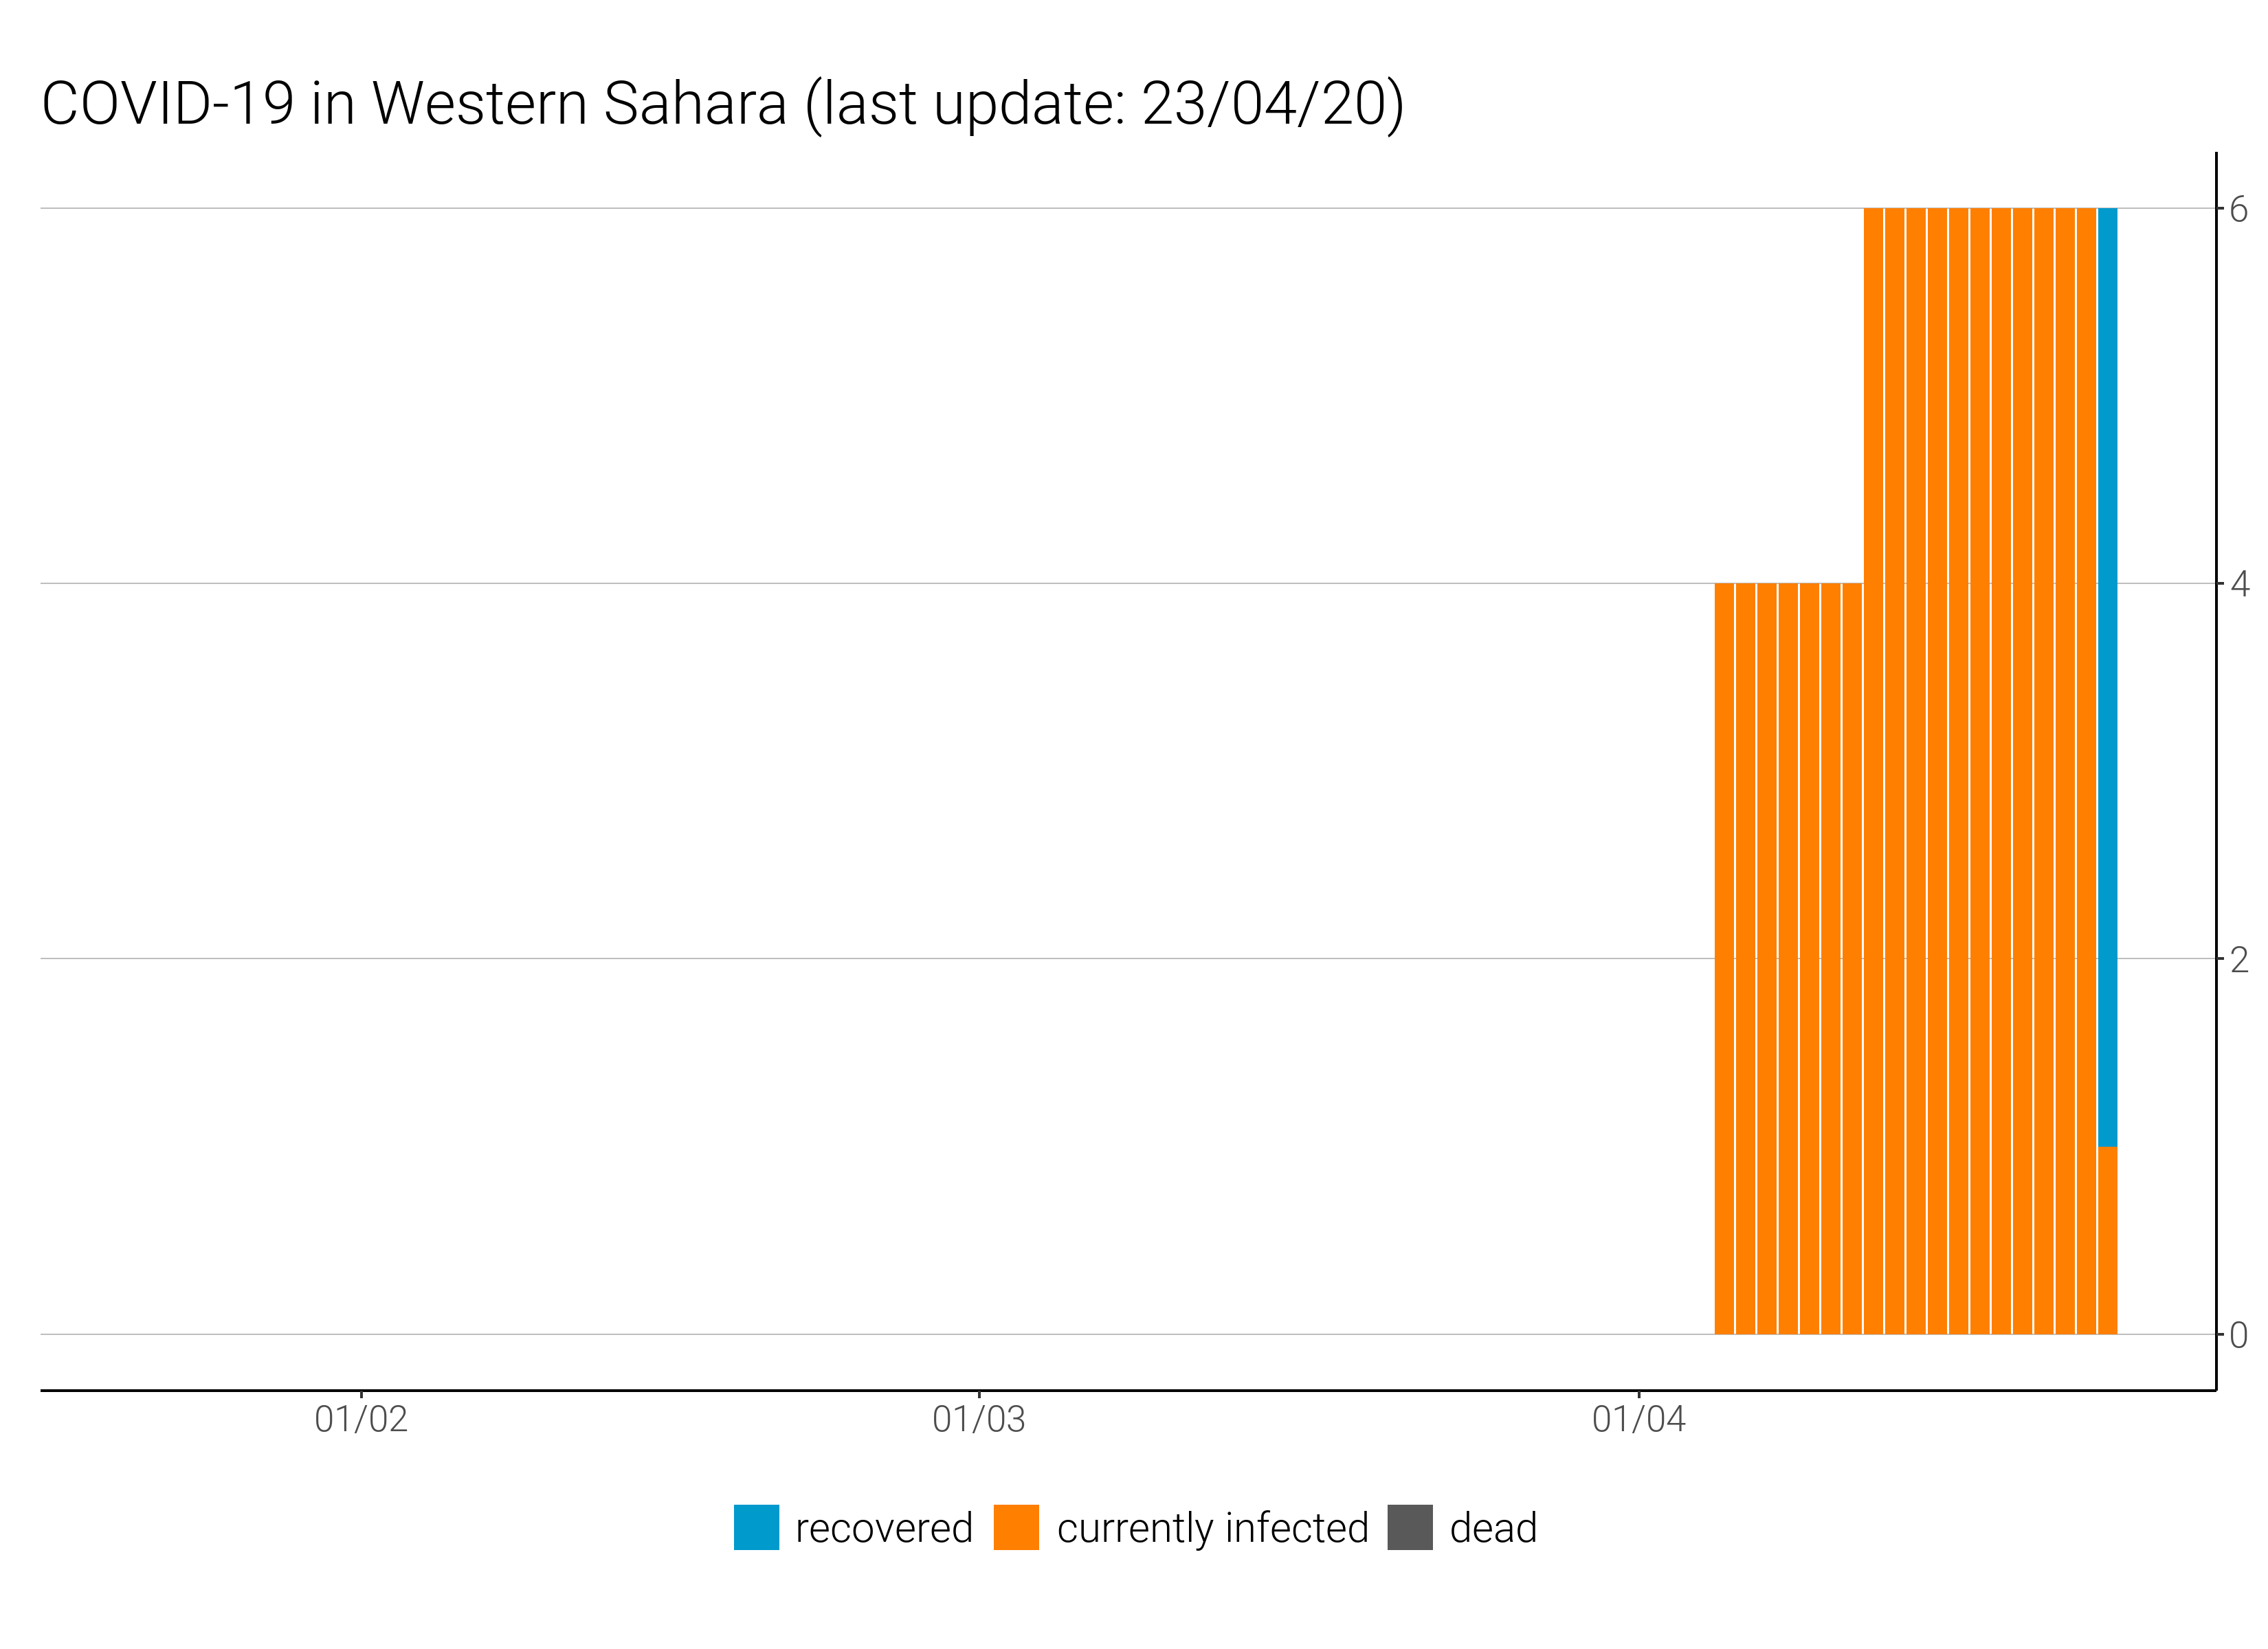 COVID-19 in Western Sahara (last update: 23/04/20)
6
4
2
0
01/02 01/03 01/04
recovered currently infected dead